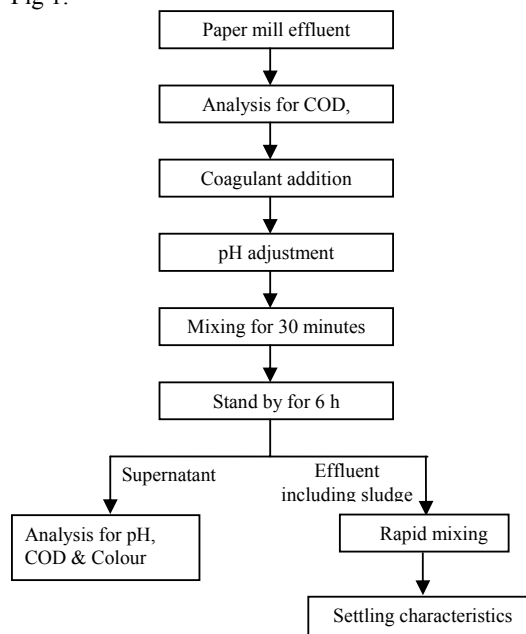 Fig 1.
Paper mill effluent
Analysis for COD,
Coagulant addition
pH adjustment
Mixing for 30 minutes
Stand by for 6 h
Supernatant
Effluent
including sludge
Analysis for pH,
COD & Colour
Rapid mixing
Settling characteristics